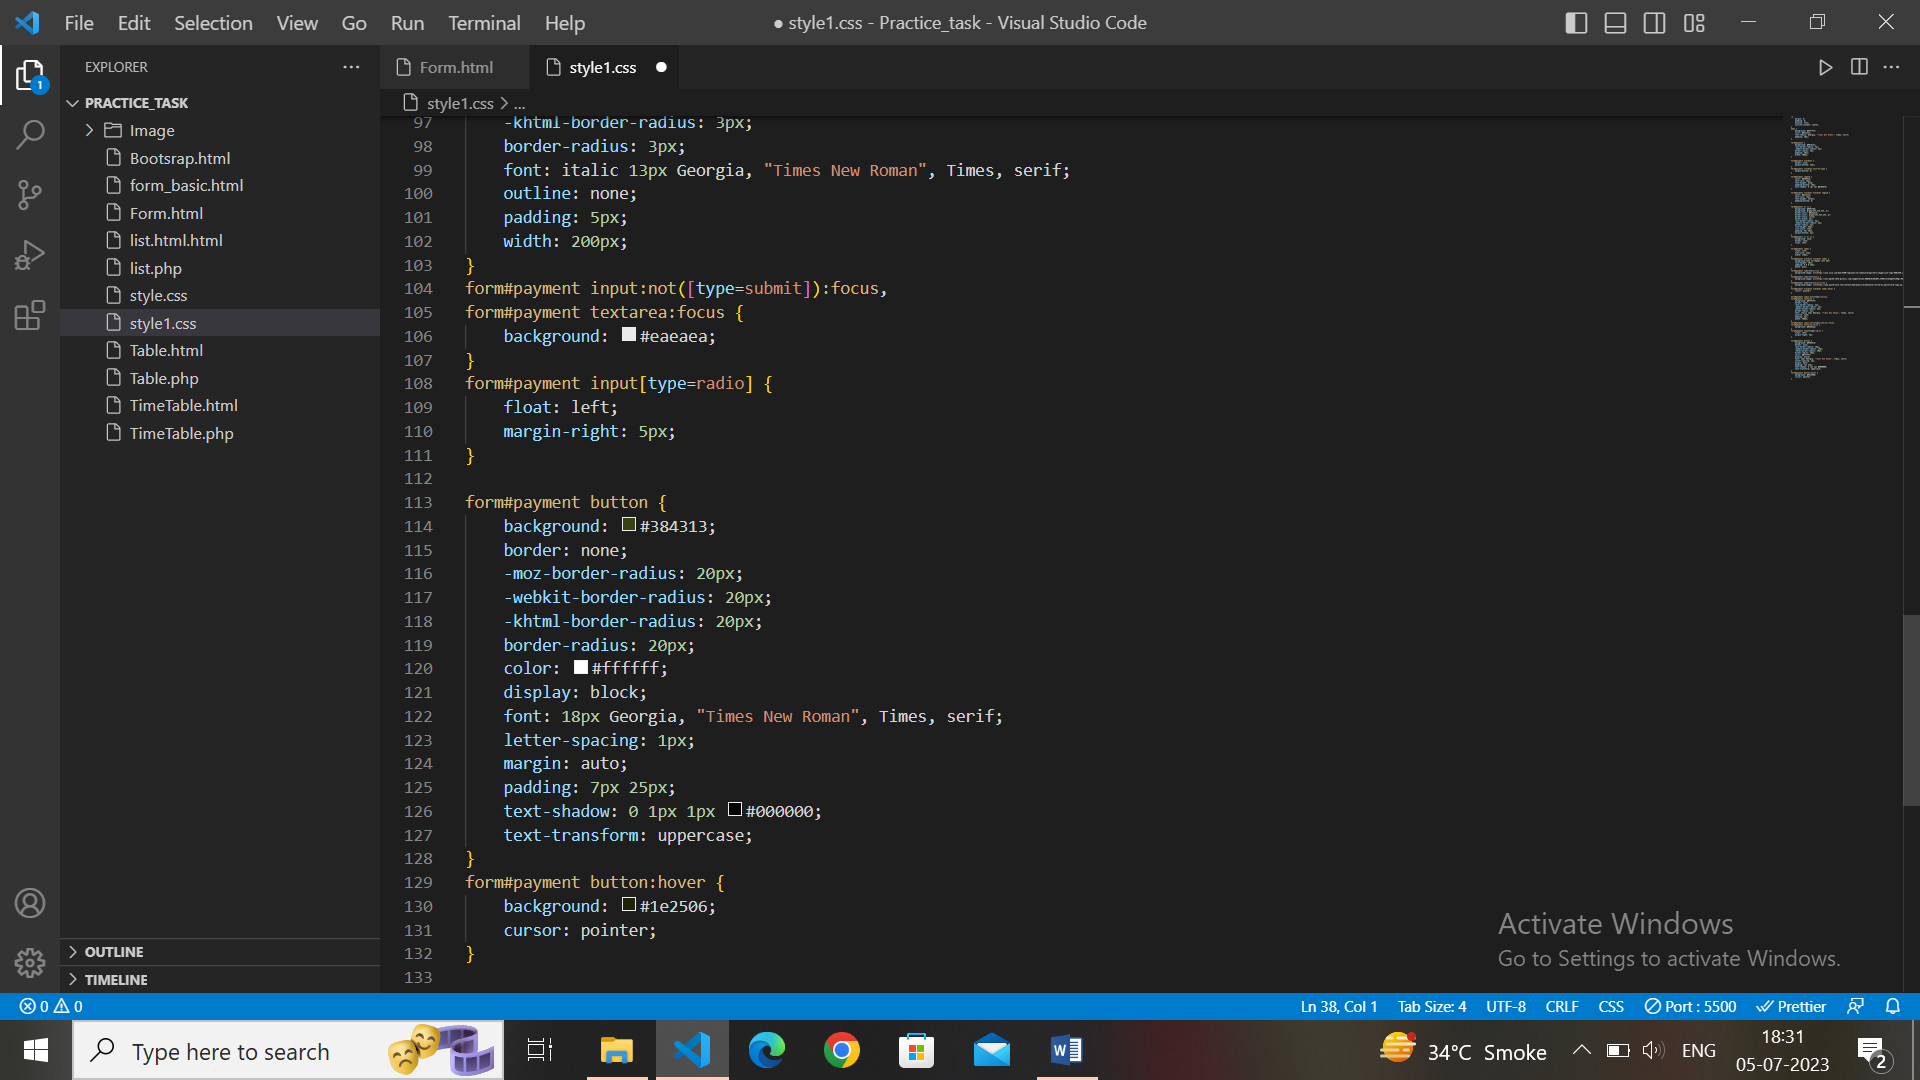 File Edit Selection View Go Run Terminal Help
● style1.css - Practice_task - Visual Studio Code
EXPLORER
PRACTICE_TASK
Image
Bootsrap.html
form_basic.html
Form.html
list.html.html
list.php
style.css
style1.css
Table.html
Table.php
TimeTable.html
TimeTable.php
OUTLINE
TIMELINE
1
Form.html
style1.css
style1.css > ...
97 -khtml-border-radius: 3px;
98 border-radius: 3px;
99 font: italic 13px Georgia, "Times New Roman", Times, serif;
100 outline: none;
101 padding: 5px;
102 width: 200px;
103 }
104 form#payment input:not([type=submit]):focus,
105 form#payment textarea:focus {
106 background: #eaeaea;
107 }
108 form#payment input[type=radio] {
109 float: left;
110 margin-right: 5px;
111 }
112
113 form#payment button {
114 background: #384313;
115 border: none;
116 -moz-border-radius: 20px;
117 -webkit-border-radius: 20px;
118 -khtml-border-radius: 20px;
119 border-radius: 20px;
120 color: #ffffff;
121 display: block;
122 font: 18px Georgia, "Times New Roman", Times, serif;
123 letter-spacing: 1px;
124 margin: auto;
125 padding: 7px 25px;
126 text-shadow: 0 1px 1px #000000;
127 text-transform: uppercase;
128 }
129 form#payment button:hover {
130 background: #1e2506;
131 cursor: pointer;
132 }
133
Activate Windows
Go to Settings to activate Windows.
0 0
Ln 38, Col 1 Tab Size: 4 UTF-8 CRLF CSS Port : 5500 Prettier
Type here to search
34°C Smoke
ENG
18:31
05-07-2023
2